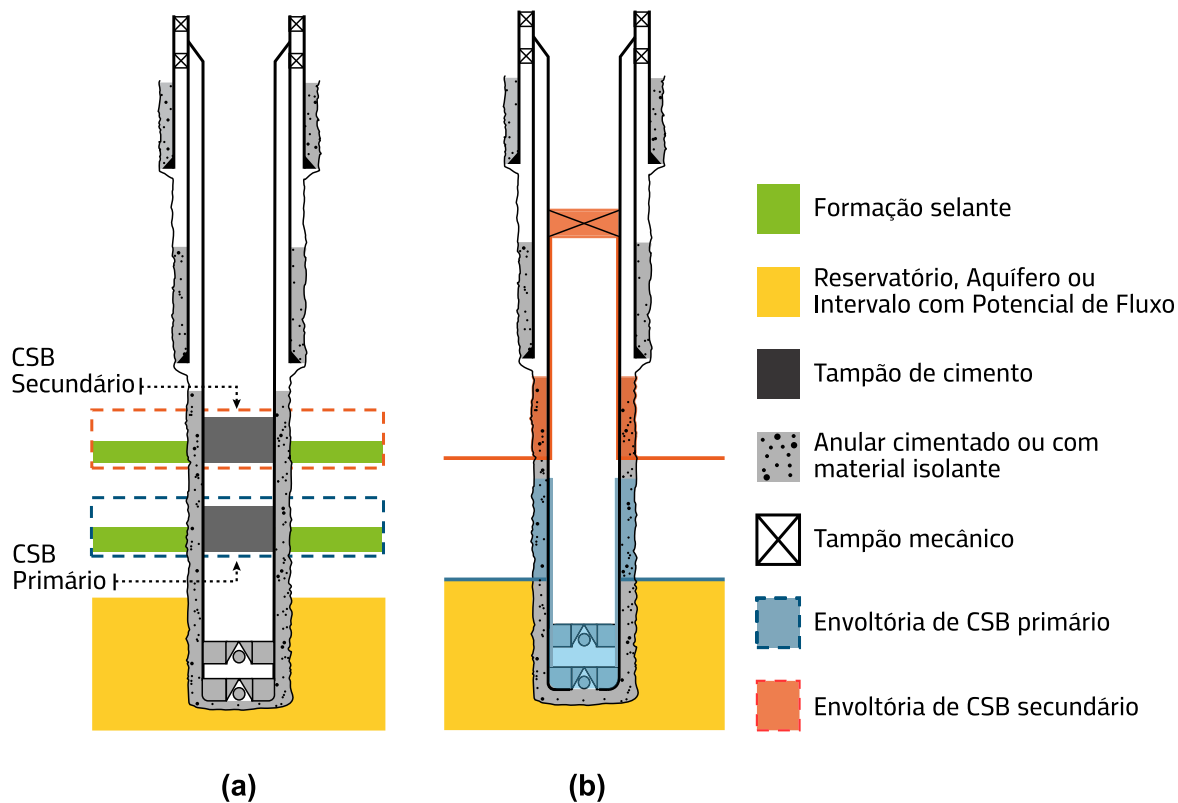 CSB
Secundário
CSB
Primário
(a)
(b)
Formação selante
Reservatório, Aquífero ou
Intervalo com Potencial de Fluxo
Tampão de cimento
Anular cimentado ou com
material isolante
Tampão mecânico
Envoltória de CSB primário
Envoltória de CSB secundário